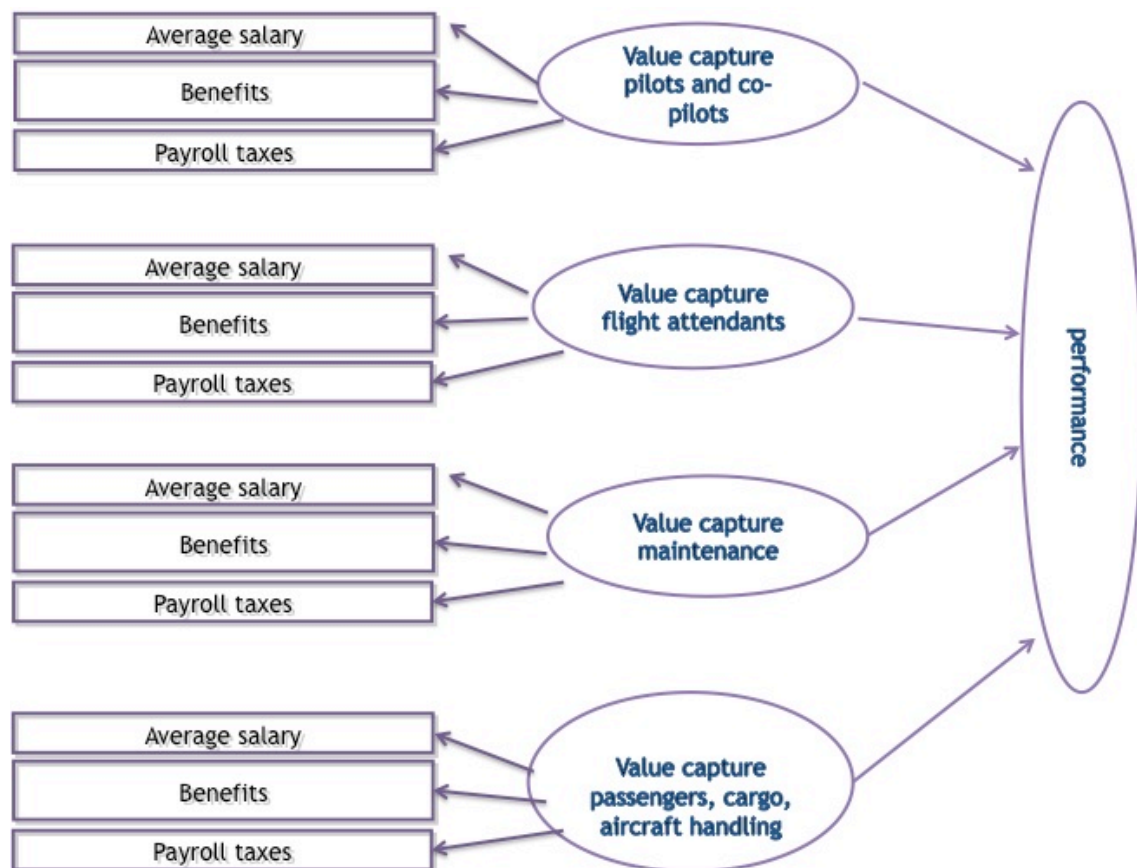 Average salary
Benefits
Payroll taxes
Value capture
pilots and co-
pilots
Average salary
Benefits
Payroll taxes
Value capture
flight attendants
Average salary
Benefits
Payroll taxes
Value capture
maintenance
Average salary
Benefits
Payroll taxes
Value capture
passengers, cargo,
aircraft handling
performance